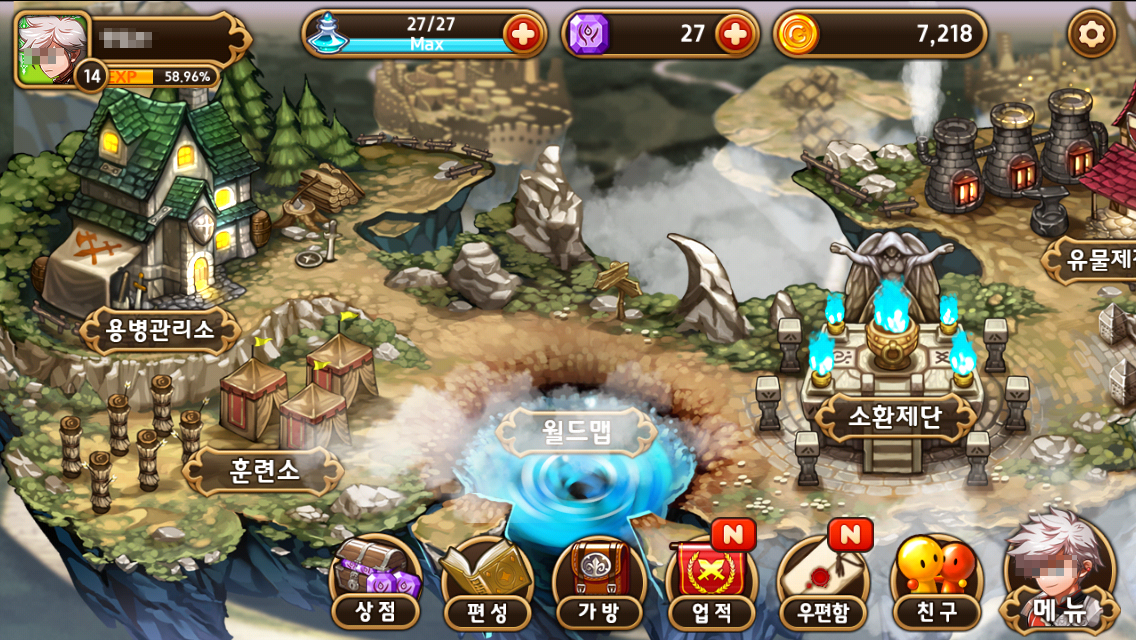 27/27
Max
27
G
7,218
14
EXP
58,96%
유물제
용병관리소
소환제단
월드맵
훈련소
N
N
상점
편성
가방
업적
우편함
친구
메뉴